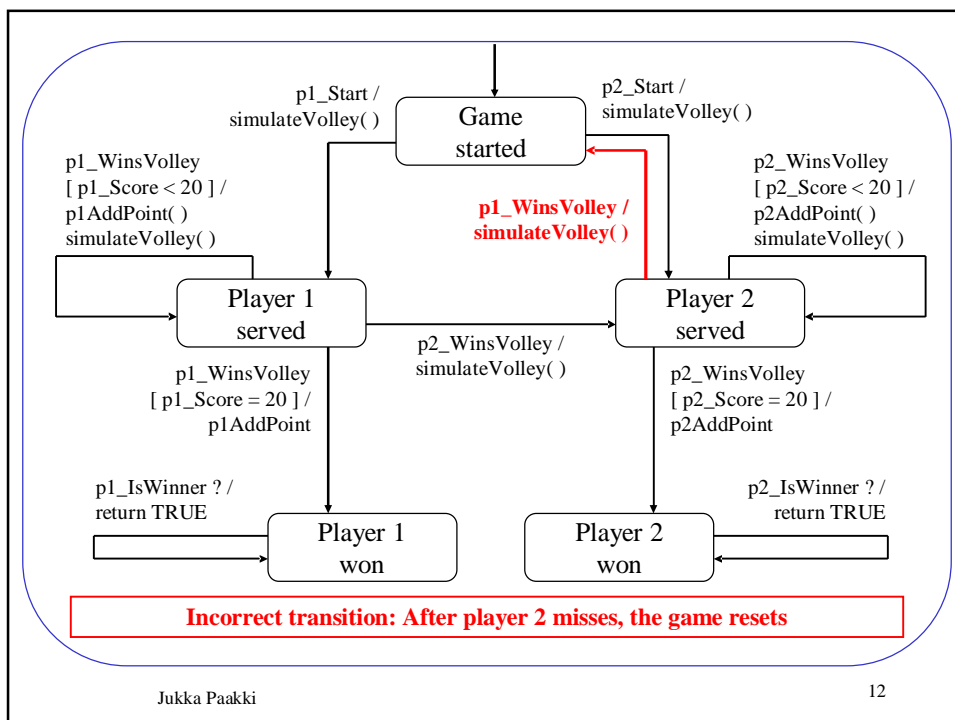 p1_Start /
simulateVolley( )
Game
started
p2_Start /
simulateVolley( )
p1_WinsVolley
[ p1_Score < 20 ] /
p1AddPoint( )
simulateVolley( )
p1_WinsVolley /
simulateVolley( )
p2_WinsVolley
[ p2_Score < 20 ] /
p2AddPoint( )
simulateVolley( )
Player 1
served
p2_WinsVolley /
simulateVolley( )
Player 2
served
p1_WinsVolley
[ p1_Score = 20 ] /
p1AddPoint
p2_WinsVolley
[ p2_Score = 20 ] /
p2AddPoint
p1_IsWinner ? /
return TRUE
Player 1
won
Player 2
won
p2_IsWinner ? /
return TRUE
Incorrect transition: After player 2 misses, the game resets
Jukka Paakki
12